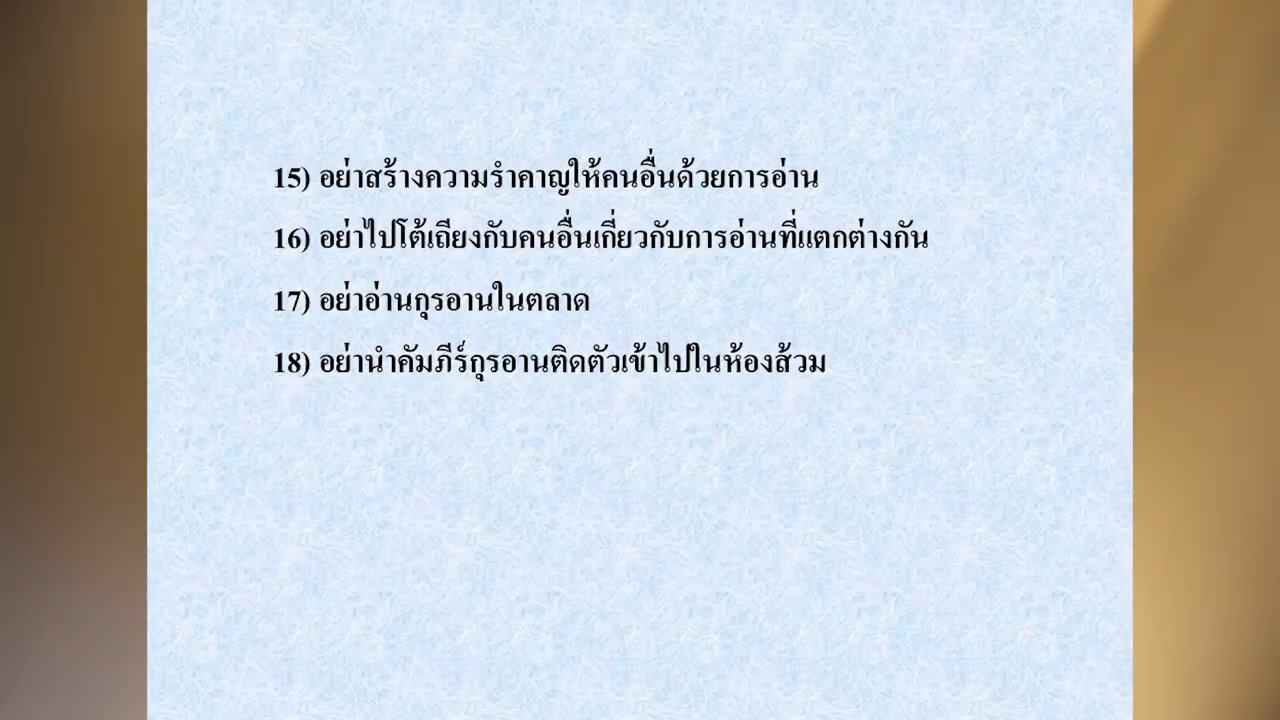 15) อย่าสร้างความรำคาญให้คนอื่นด้วยการอ่าน
16) อย่าไปโต้เถียงกับคนอื่นเกี่ยวกับการอ่านที่แตกต่างกัน
17) อย่าอ่านกุรอานในตลาด
18) อย่านำคัมภีร์กุรอานติดตัวเข้าไปในห้องส้วม